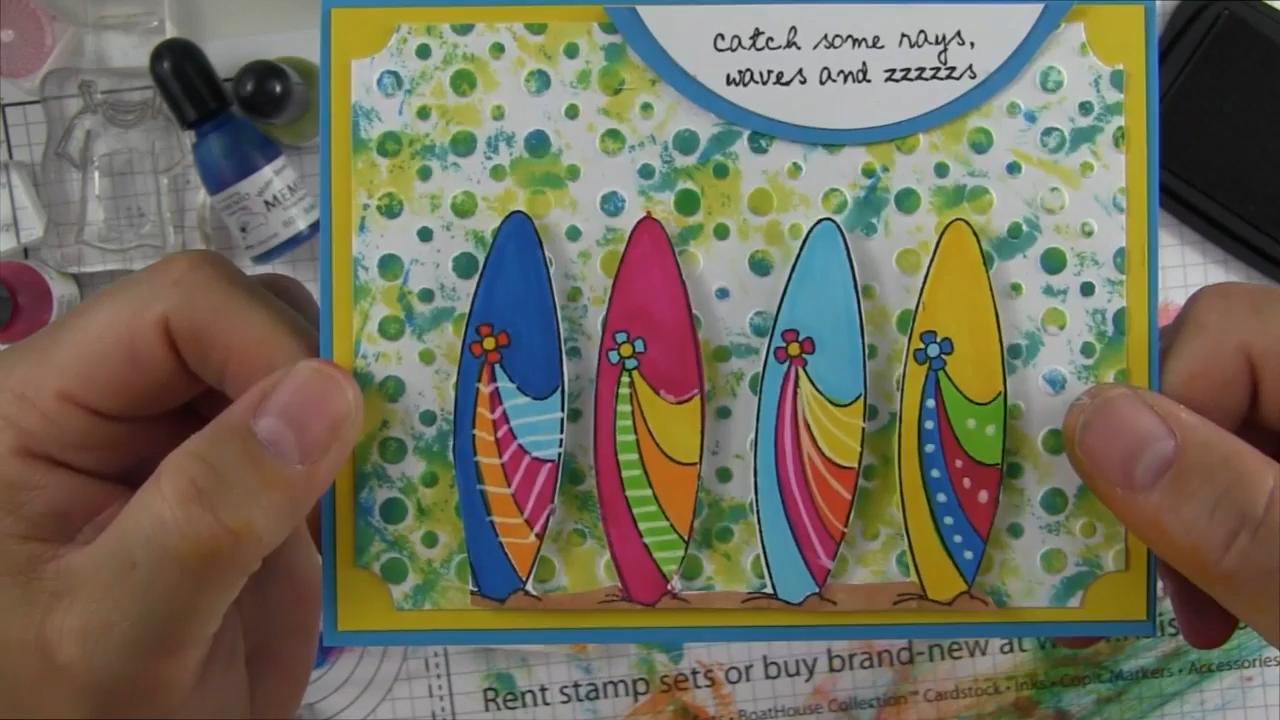 catch some rays,
waves and zzzzzs
MEM
Rent stamp sets or buy brand-new at w
BoatHouse Collection™ Cardstock • Inks • Copic Markers • Accessories